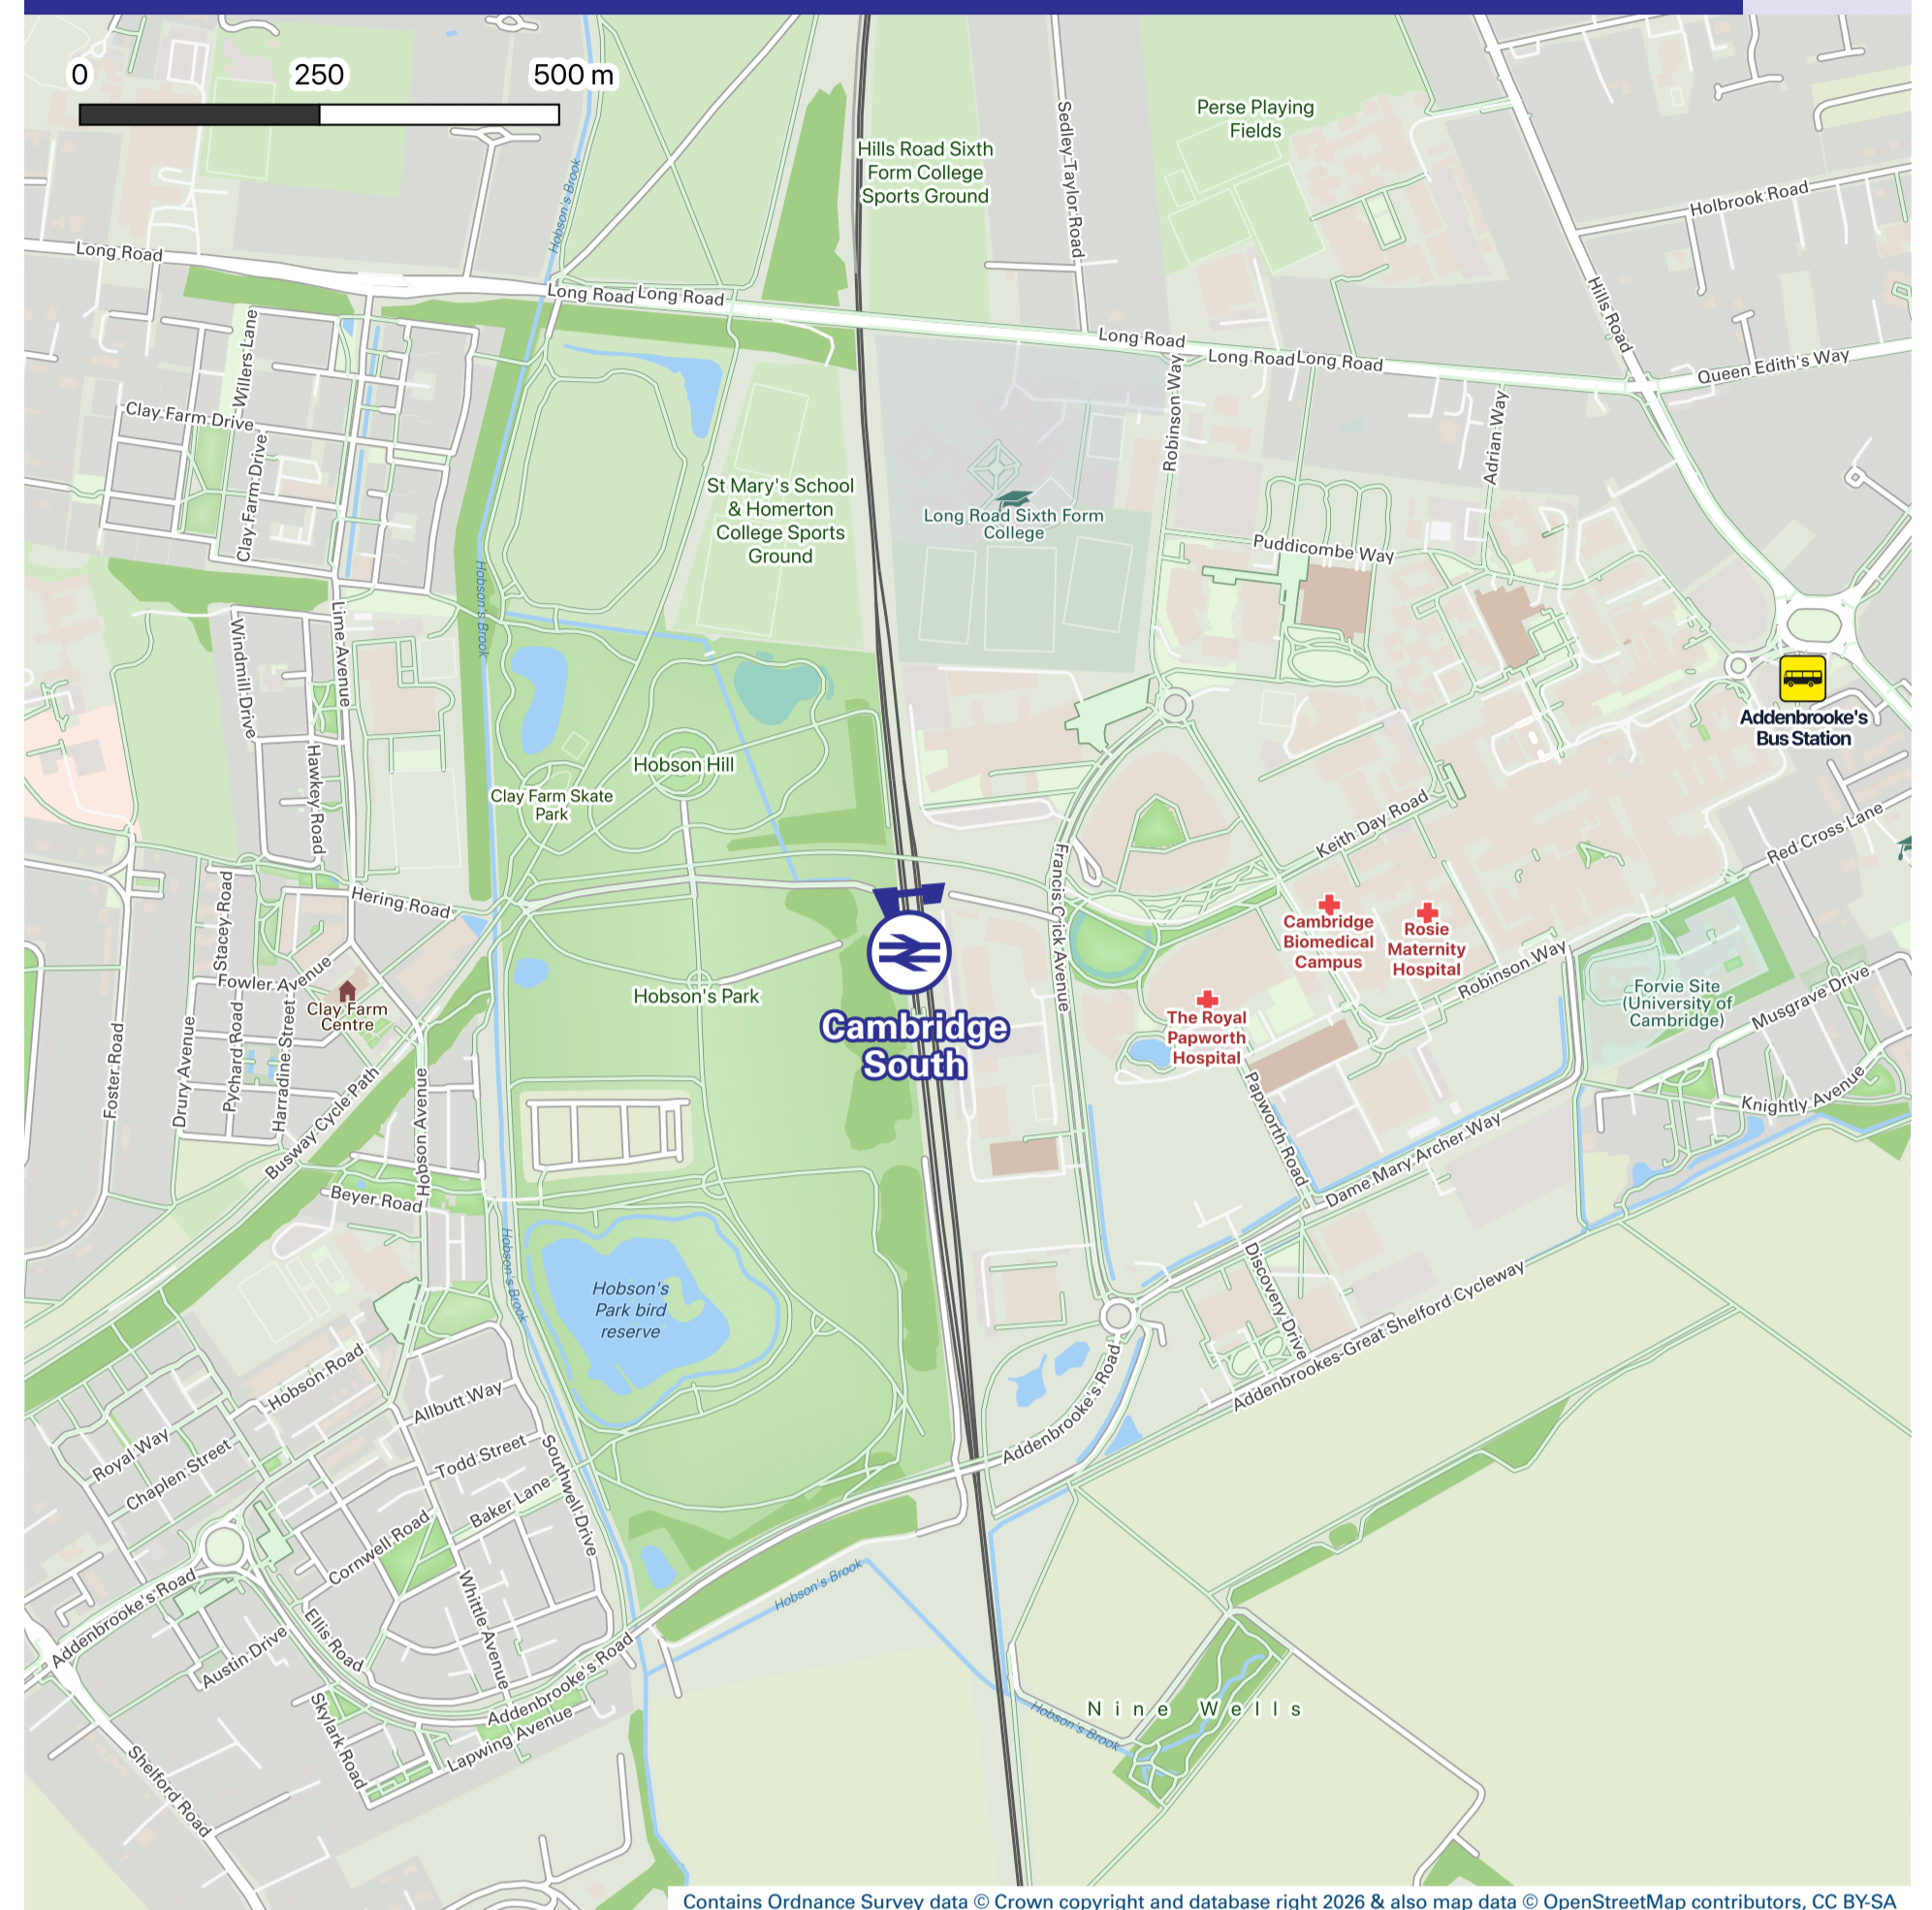 0 250 500 m
Perse Playing
Fields
Hills Road Sixth
Form College
Sports Ground
Sedley Taylor Road
Hobson's Brook
Holbrook Road
Long Road
Long Road
Long Road
Long Road
Long Road
Long Road
Hills Road
Queen Edith's Way
Willers Lane
Clay Farm Drive
Clay Farm Drive
Robinson Way
Adrian Way
St Mary's School
& Homerton
College Sports
Ground
Long Road Sixth Form
College
Puddicombe Way
Hobson's Brook
Lime Avenue
Windmill Drive
Hawkey Road
Addenbrooke's
Bus Station
Hobson Hill
Clay Farm Skate
Park
Keith Day Road
Red Cross Lane
Francis Crick Avenue
Hering Road
Stacey Road
Fowler Avenue
Cambridge
Biomedical
Campus
Rosie
Maternity
Hospital
Robinson Way
Forvie Site
(University of
Cambridge)
Musgrave Drive
Clay Farm
Centre
Hobson's Park
Cambridge
South
The Royal
Papworth
Hospital
Foster Road
Drury Avenue
Pychard Road
Harradine Street
Busway Cycle Path
Hobson Avenue
Papworth Road
Knightly Avenue
Dame Mary Archer Way
Beyer Road
Hobson's Brook
Hobson's
Park bird
reserve
Discovery Drive
Addenbrookes-Great Shelford Cycleway
Hobson Road
Allbutt Way
Addenbrooke's Road
Royal Way
Chaplen Street
Todd Street
Baker Lane
Southwell Drive
Cornwell Road
Whittle Avenue
Hobson's Brook
Addenbrooke's Road
Ellis Road
Austin Drive
Addenbrooke's Road
Skylark Road
Lapwing Avenue
Shelford Road
Nine Wells
Hobson's Brook
Contains Ordnance Survey data © Crown copyright and database right 2026 & also map data © OpenStreetMap contributors, CC BY-SA